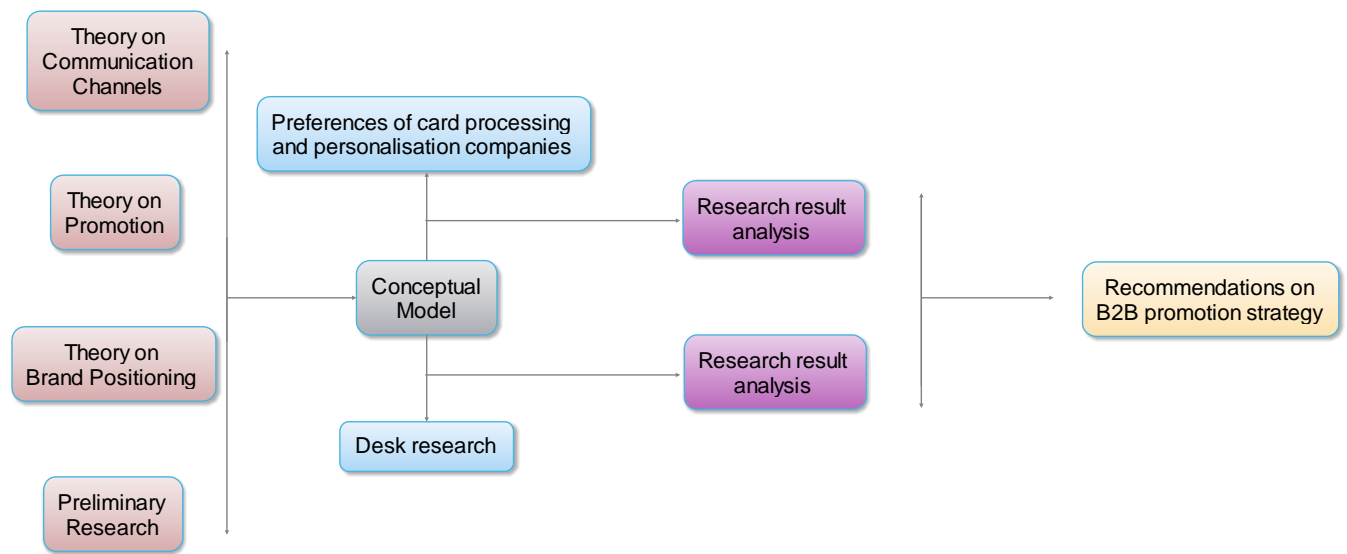 Theory on
Communication
Channels
Preferences of card processing
and personalisation companies
Theory on
Promotion
Research result
analysis
Conceptual
Model
Recommendations on
B2B promotion strategy
Theory on
Brand Positioning
Research result
analysis
Desk research
Preliminary
Research